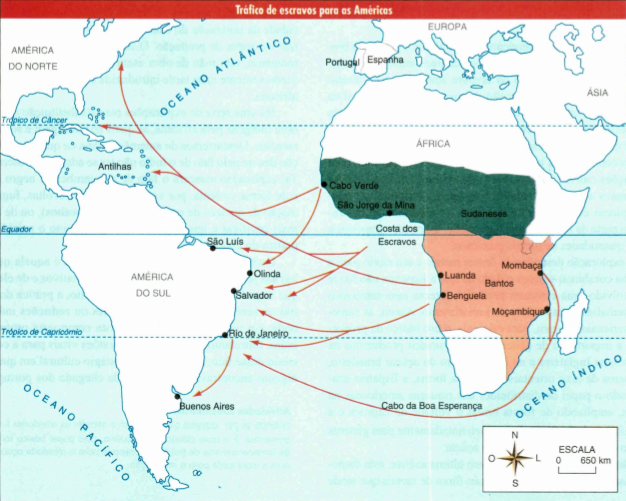 Tráfico de escravos para as Américas
EUROPA
AMÉRICA
DO NORTE
OCEANO ATLÂNTICO
Portugal
Espanha
ÁSIA
Trópico de Câncer
ÁFRICA
Antilhas
Cabo Verde
São Jorge da Mina
Sudaneses
Equador
Costa dos
Escravos
São Luís
Mombaça
Olinda
Luanda
Bantos
AMÉRICA
DO SUL
Salvador
Benguela
Moçambique
Trópico de Capricórnio
Rio de Janeiro
OCEANO ÍNDICO
OCEANO PACÍFICO
Buenos Aires
Cabo da Boa Esperança
N
O
L
S
ESCALA
0 650 km